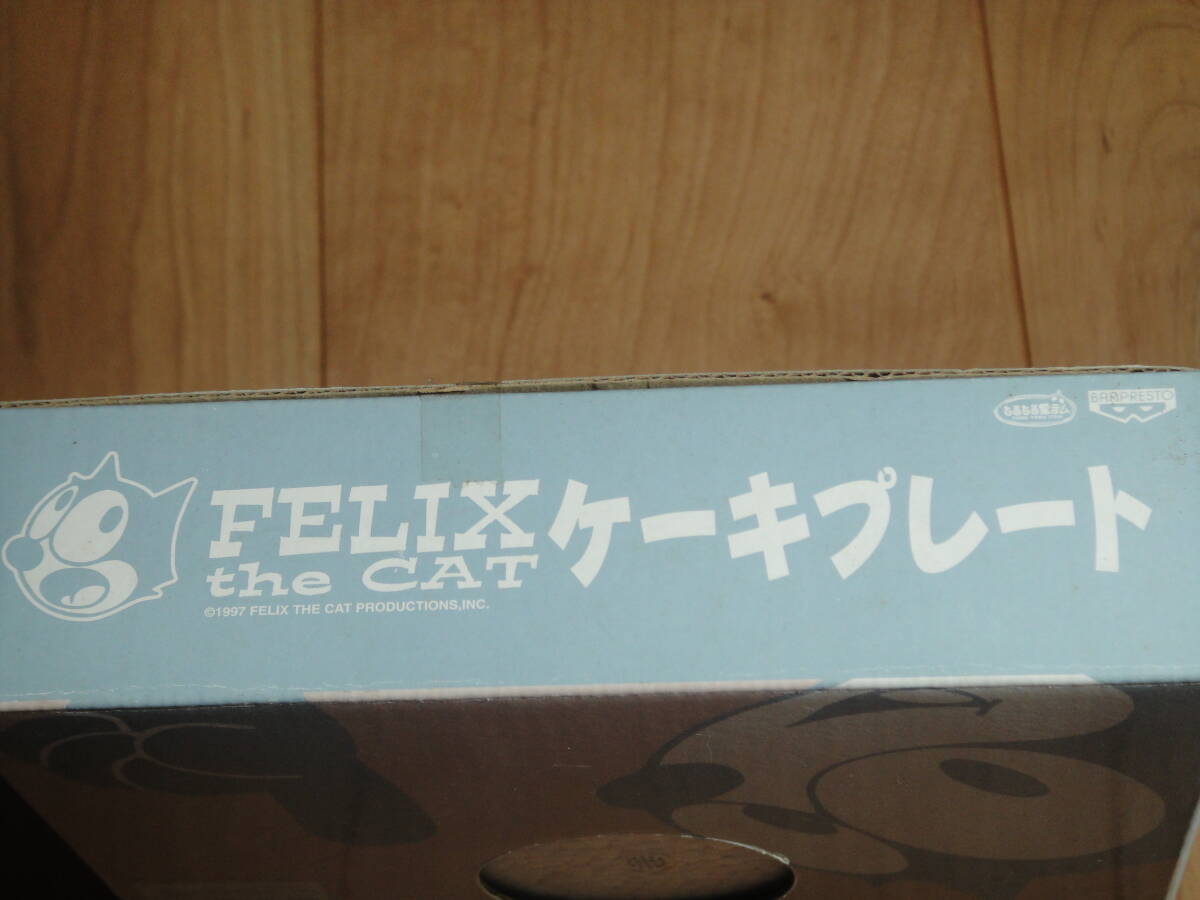 FELIX
the CAT
ケーキプレート
©1997 FELIX THE CAT PRODUCTIONS,INC.
BANPRESTO